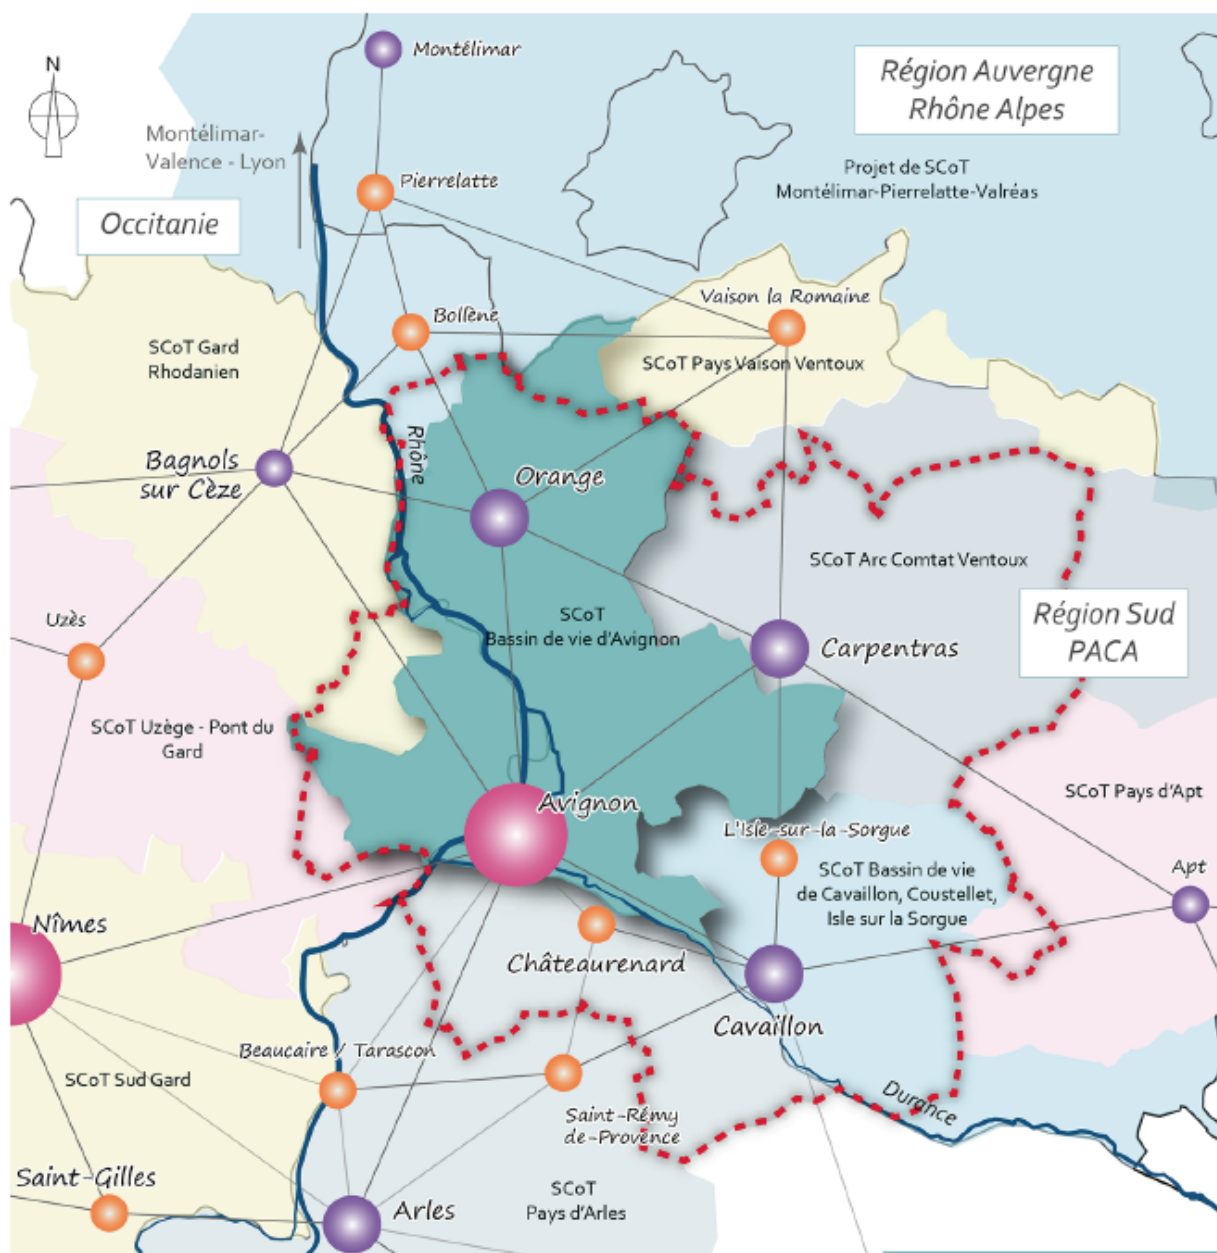 Montélimar
Région Auvergne
Rhône Alpes
N
Montélimar-
Valence - Lyon
Projet de SCoT
Montélimar-Pierrelatte-Valréas
Pierrelatte
Occitanie
Vaison la Romaine
Bollène
SCoT Gard
Rhodanien
SCoT Pays Vaison Ventoux
Rhône
Bagnols
sur Cèze
Orange
SCoT Arc Comtat Ventoux
Uzès
SCoT
Bassin de vie d'Avignon
Région Sud
PACA
Carpentras
SCoT Uzège - Pont du
Gard
SCoT Pays d'Apt
Avignon
L'Isle-sur-la-Sorgue
SCoT Bassin de vie
de Cavaillon, Coustellet,
Isle sur la Sorgue
Apt
Nîmes
Châteaurenard
Cavaillon
Beaucaire / Tarascon
SCoT Sud Gard
Durance
Saint-Rémy
de-Provence
Saint-Gilles
SCoT
Pays d'Arles
Arles